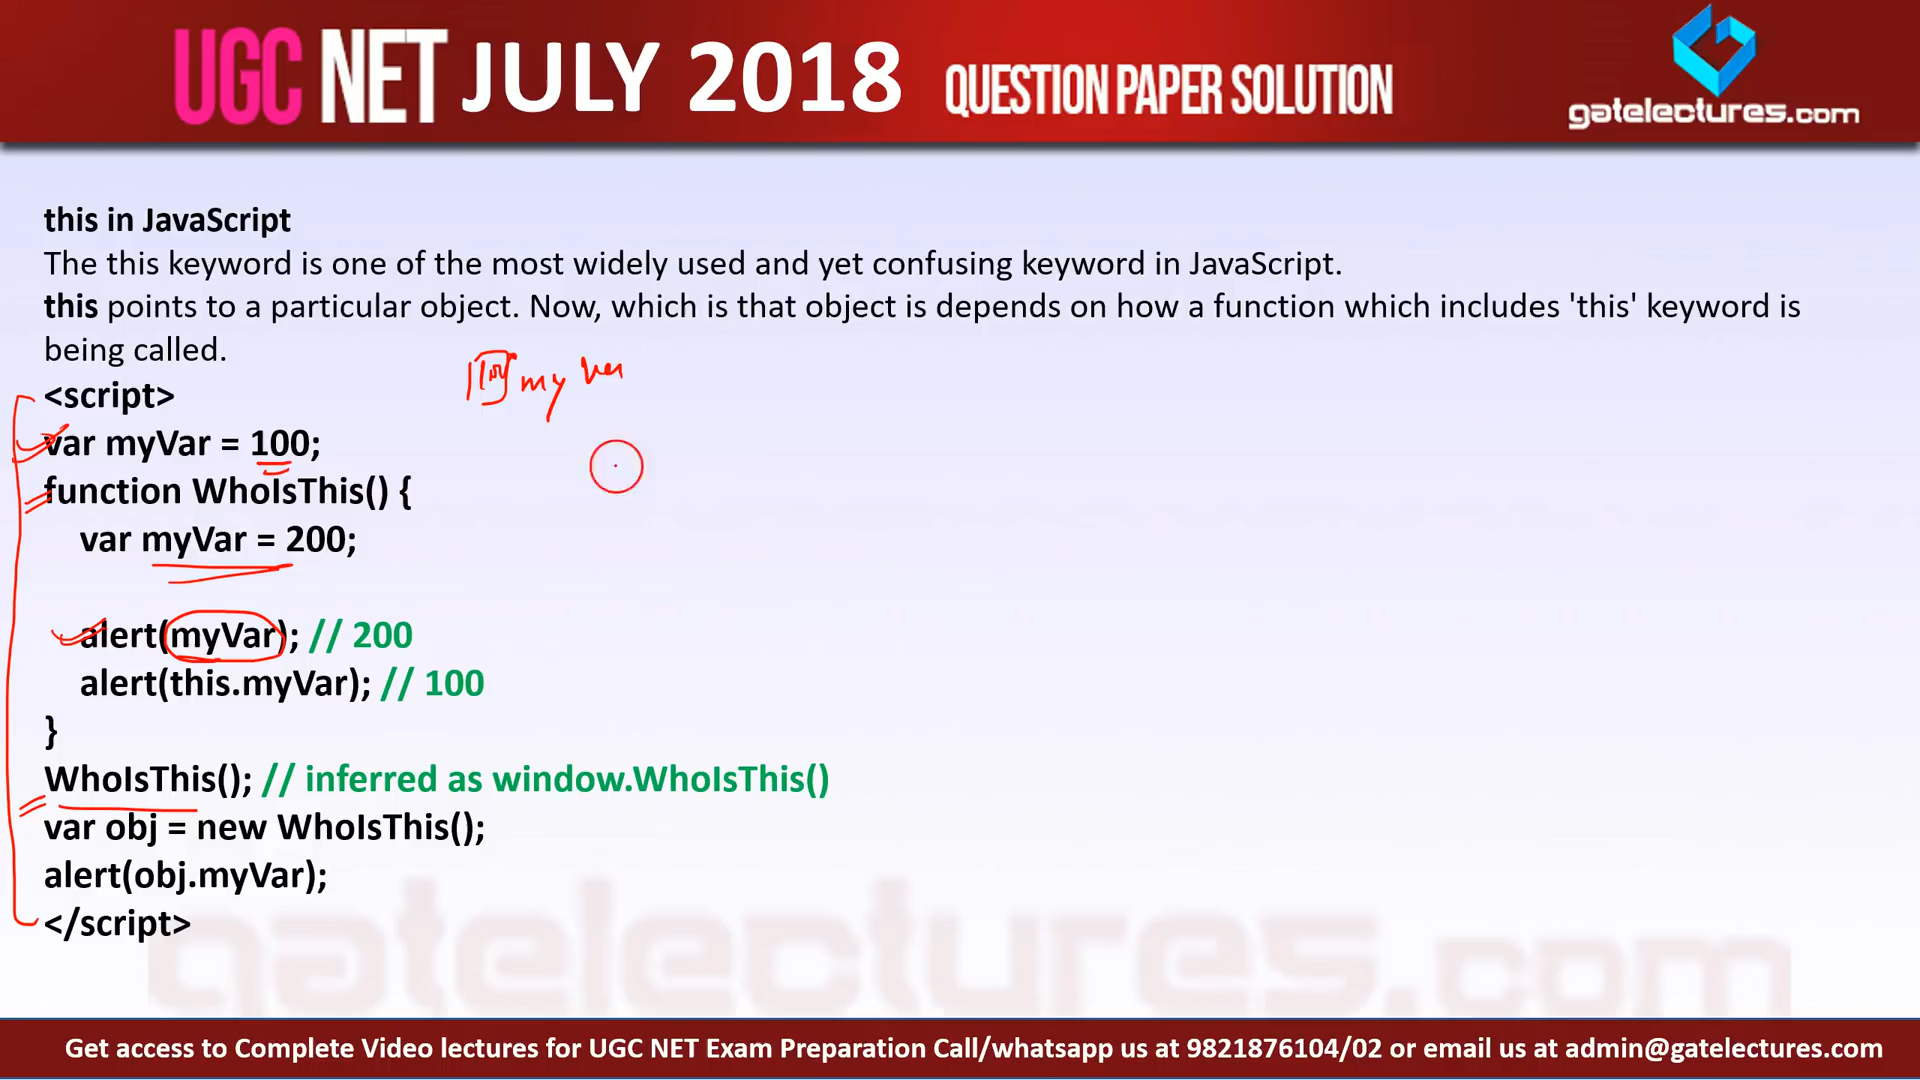 UGC NET JULY 2018 QUESTION PAPER SOLUTION
gatelectures.com
this in JavaScript
The this keyword is one of the most widely used and yet confusing keyword in JavaScript.
this points to a particular object. Now, which is that object is depends on how a function which includes 'this' keyword is
being called.
my
<script>
var myVar = 100;
function WhoIsThis() {
var myVar = 200;
alert(myVar); // 200
alert(this.myVar); // 100
}
WhoIsThis(); // inferred as window.WhoIsThis()
var obj = new WhoIsThis();
alert(obj.myVar);
</script>
gatelectures.com
Get access to Complete Video lectures for UGC NET Exam Preparation Call/whatsapp us at 9821876104/02 or email us at admin@gatelectures.com